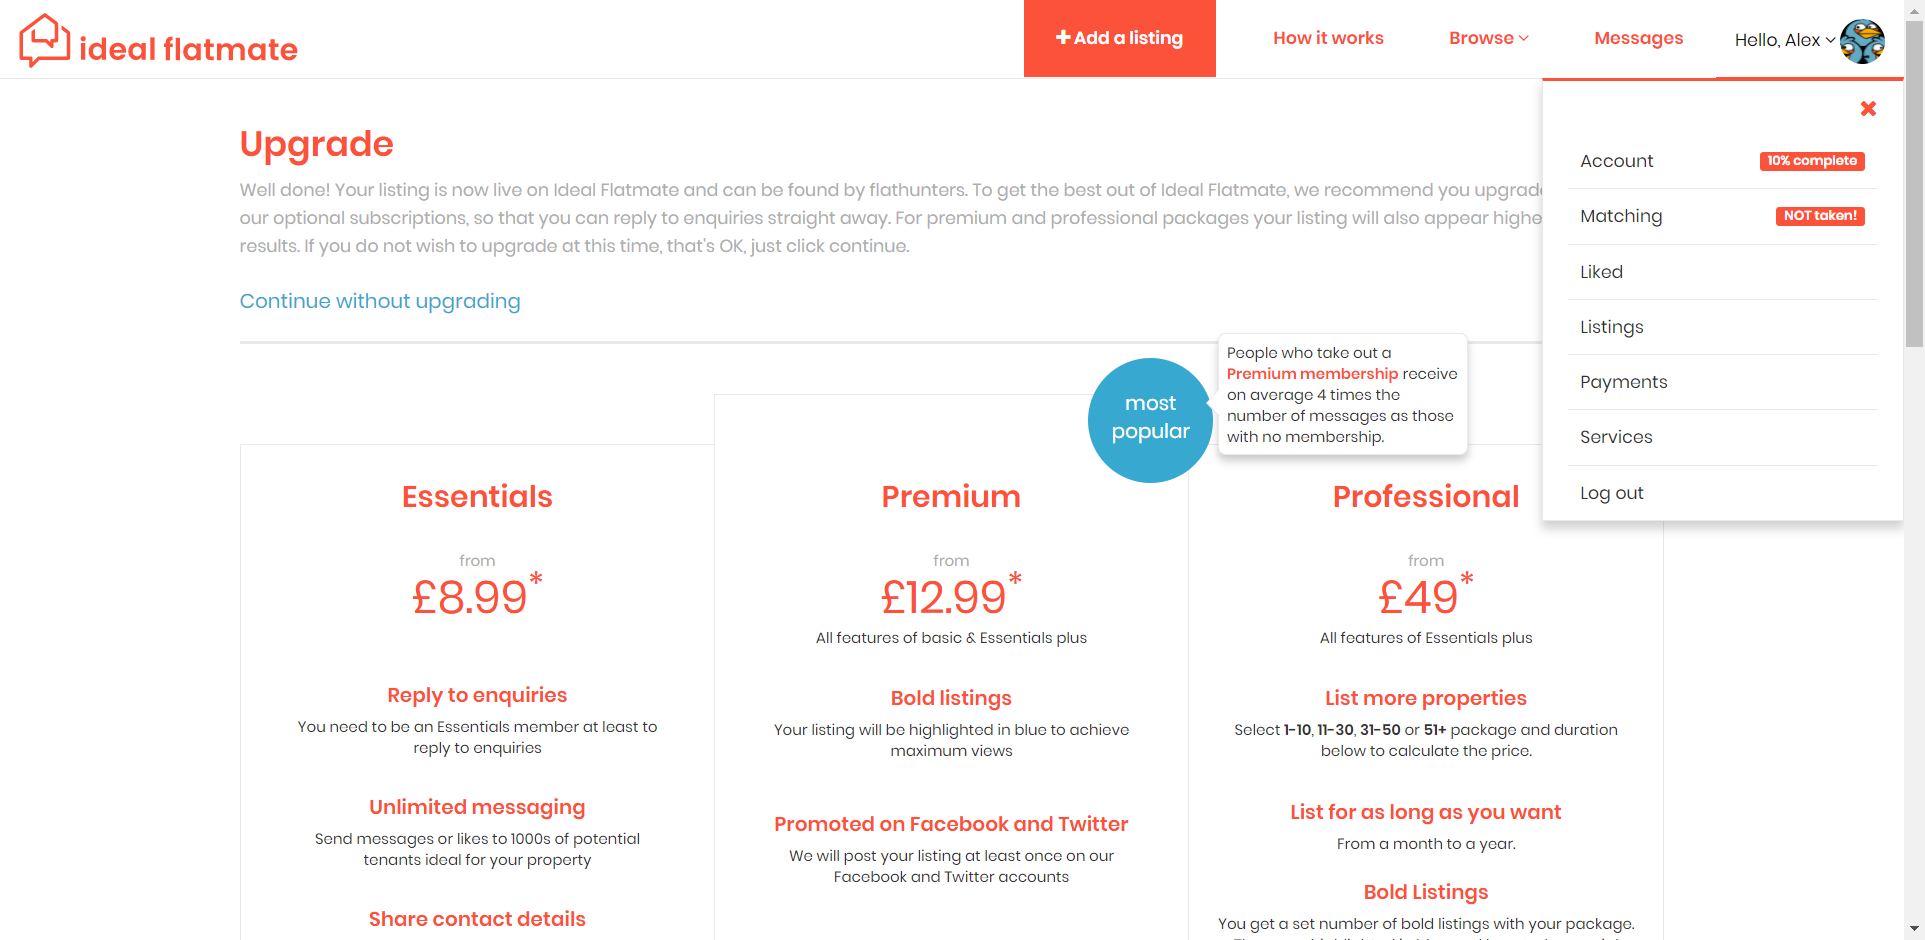 ideal flatmate
Add a listing
How it works
Browse
Messages
Hello, Alex
Account
10% complete
Matching
NOT taken!
Liked
Listings
Payments
Services
Log out
Upgrade
Well done! Your listing is now live on Ideal Flatmate and can be found by flathunters. To get the best out of Ideal Flatmate, we recommend you
our optional subscriptions, so that you can reply to enquiries straight away. For premium and professional packages your listing will also appear
results. If you do not wish to upgrade at this time, that's OK, just click continue.
Continue without upgrading
most
popular
People who take out a
Premium membership receive
on average 4 times the
number of messages as those
with no membership.
Essentials
from
£8.99*
Reply to enquiries
You need to be an Essentials member at least to
reply to enquiries
Unlimited messaging
Send messages or likes to 1000s of potential
tenants ideal for your property
Share contact details
Premium
from
£12.99*
All features of basic & Essentials plus
Bold listings
Your listing will be highlighted in blue to achieve
maximum views
Promoted on Facebook and Twitter
We will post your listing at least once on our
Facebook and Twitter accounts
Professional
from
£49*
All features of Essentials plus
List more properties
Select 1-10, 11-30, 31-50 or 51+ package and duration
below to calculate the price.
List for as long as you want
From a month to a year.
Bold Listings
You get a set number of bold listings with your package.